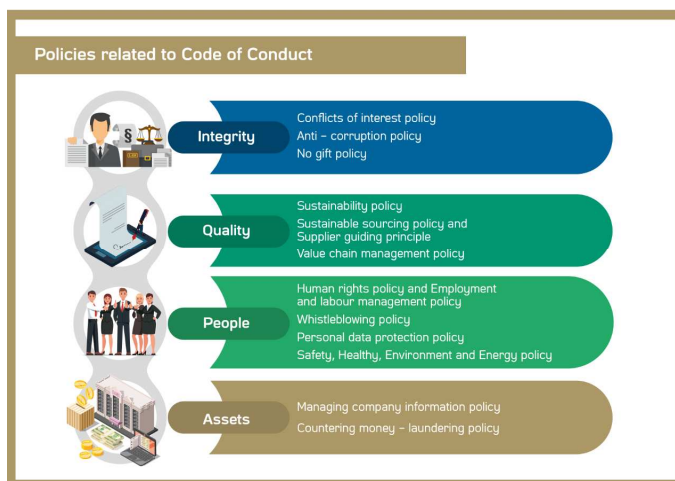 Policies related to Code of Conduct
§
Integrity
Conflicts of interest policy
Anti – corruption policy
No gift policy
Quality
Sustainability policy
Sustainable sourcing policy and
Supplier guiding principle
Value chain management policy
People
Human rights policy and Employment
and labour management policy
Whistleblowing policy
Personal data protection policy
Safety, Healthy, Environment and Energy policy
Assets
Managing company information policy
Countering money – laundering policy